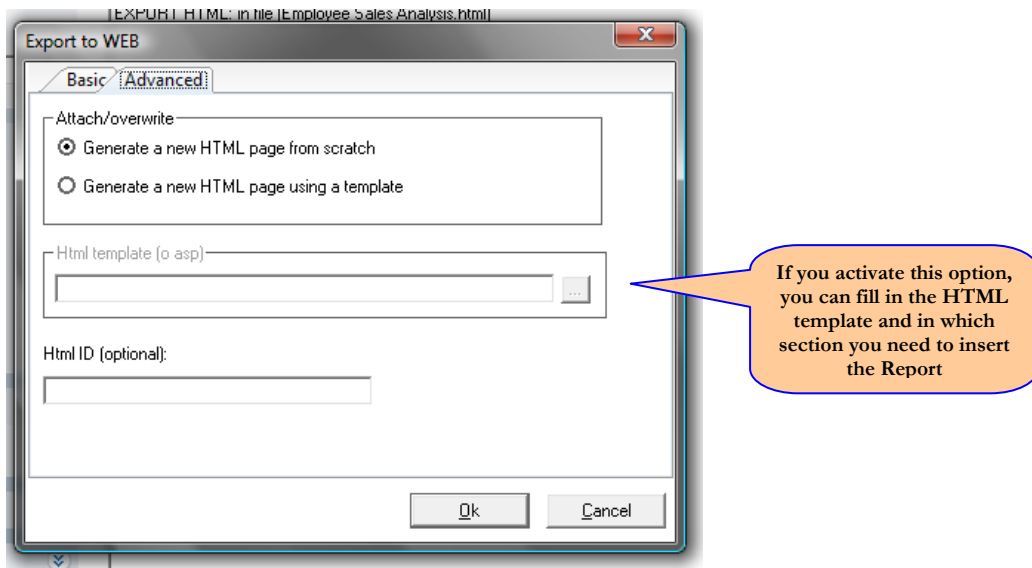 [EXPORT HTML: in file [Employee Sales Analysis.html]
Export to WEB
Basic Advanced
Attach/overwrite
Generate a new HTML page from scratch
Generate a new HTML page using a template
Html template (o asp)
...
If you activate this option,
you can fill in the HTML
template and in which
section you need to insert
the Report
Html ID (optional):
Ok Cancel